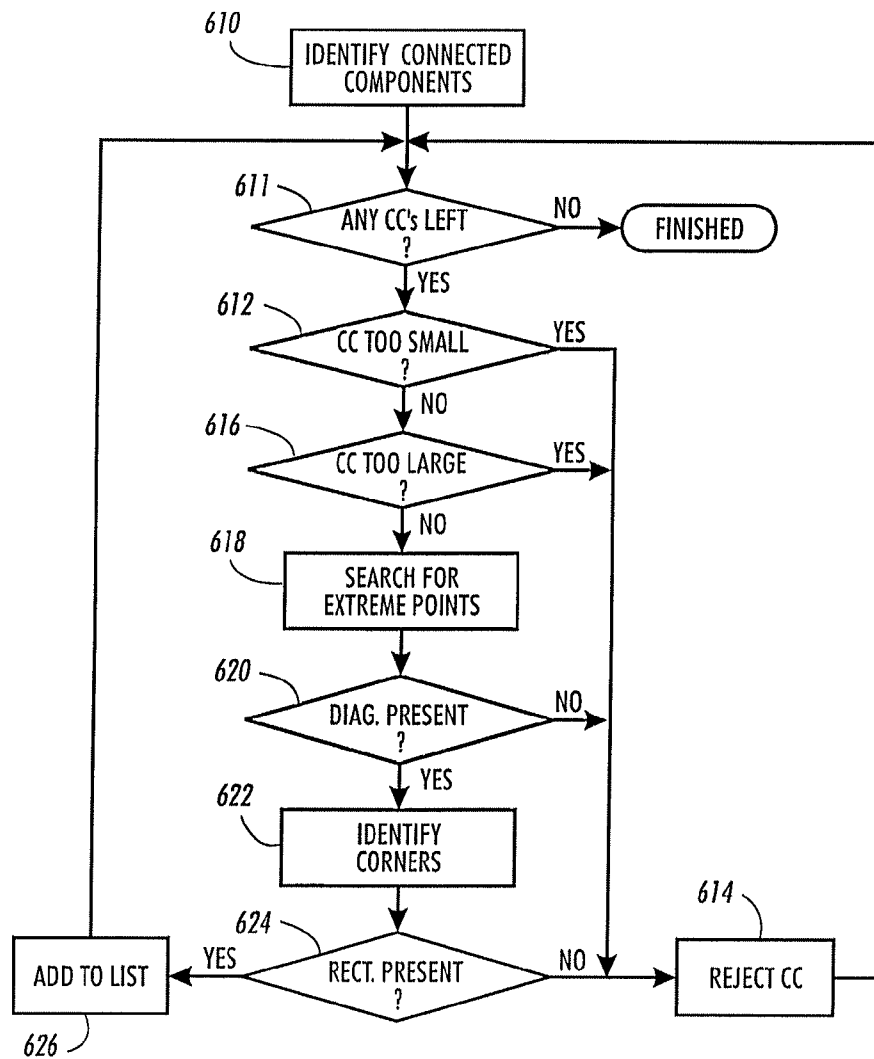 610
IDENTIFY CONNECTED
COMPONENTS
611
ANY CC's LEFT
?
NO
FINISHED
YES
612
CC TOO SMALL
?
YES
NO
616
CC TOO LARGE
?
YES
NO
618
SEARCH FOR
EXTREME POINTS
620
DIAG. PRESENT
?
NO
YES
622
IDENTIFY
CORNERS
624
RECT. PRESENT
?
YES
NO
ADD TO LIST
626
614
REJECT CC